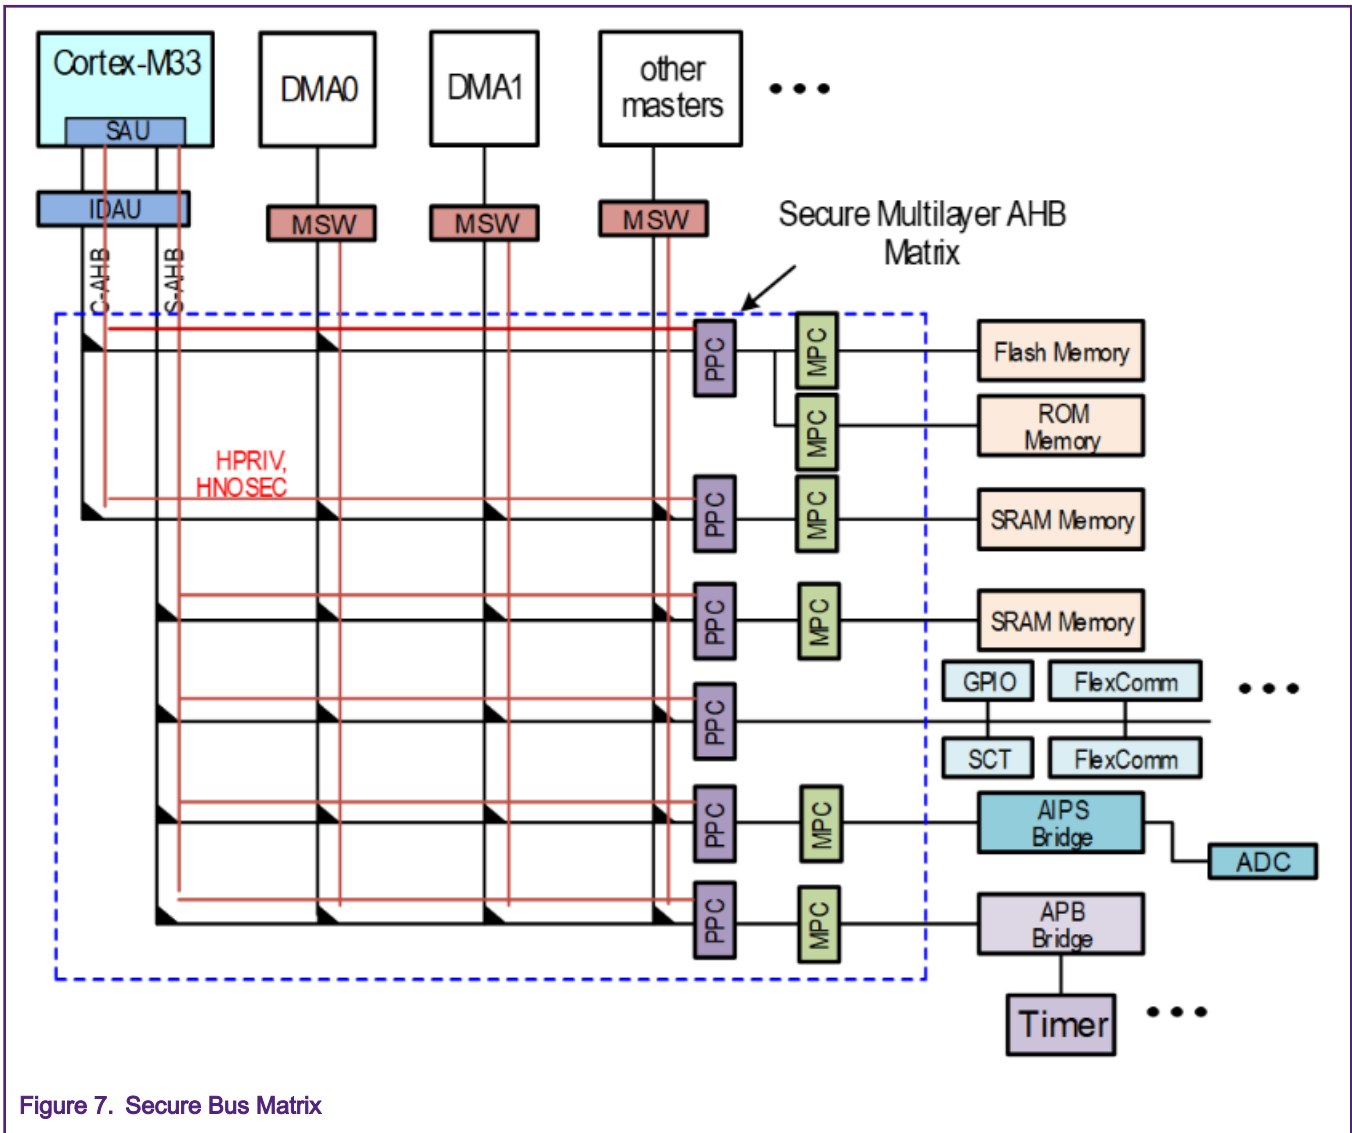 Cortex-M33
SAU
IDAU
DMA0
DMA1
other
masters
MSW
MSW
MSW
C-AHB
S-AHB
Secure Multilayer AHB
Matrix
HPRIV,
HNOSEC
PPC
MPC
Flash Memory
MPC
ROM
Memory
PPC
MPC
SRAM Memory
PPC
MPC
SRAM Memory
PPC
GPIO
FlexComm
SCT
FlexComm
PPC
MPC
AIPS
Bridge
ADC
PPC
MPC
APB
Bridge
Timer
Figure 7. Secure Bus Matrix